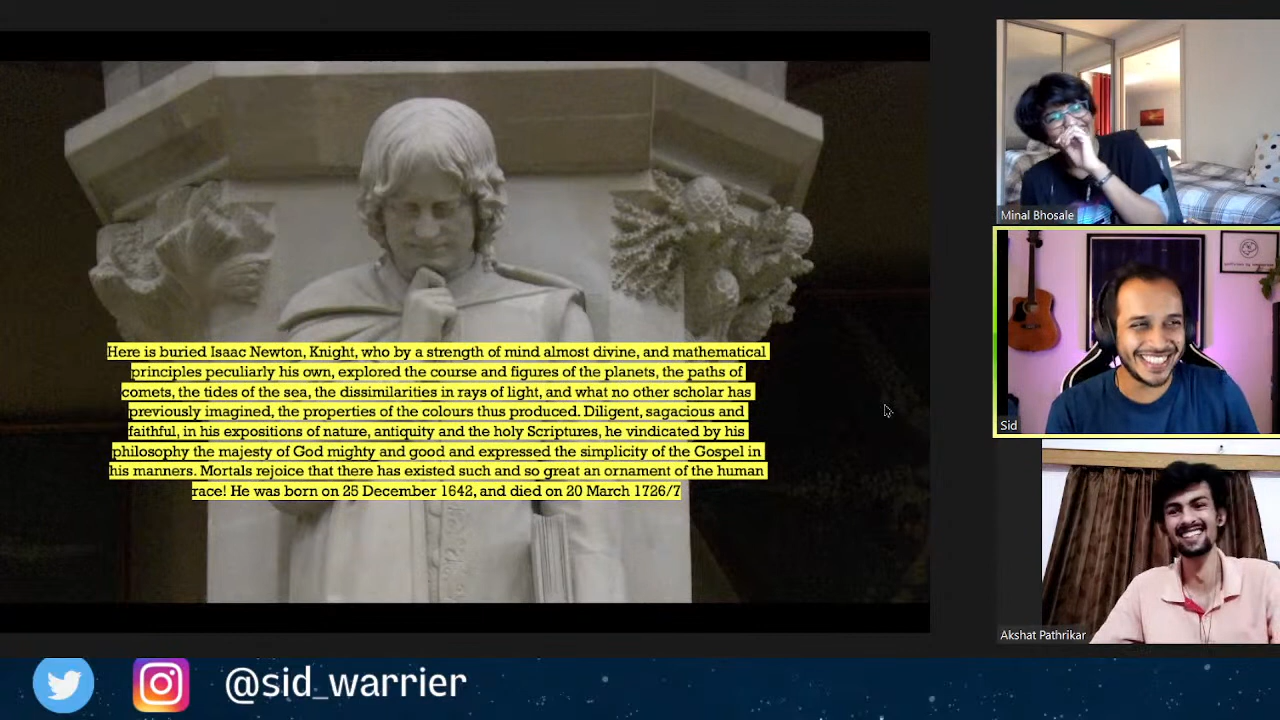 Here is buried Isaac Newton, Knight, who by a strength of mind almost divine, and mathematical
principles peculiarly his own, explored the course and figures of the planets, the paths of
comets, the tides of the sea, the dissimilarities in rays of light, and what no other scholar has
previously imagined, the properties of the colours thus produced. Diligent, sagacious and
faithful, in his expositions of nature, antiquity and the holy Scriptures, he vindicated by his
philosophy the majesty of God mighty and good and expressed the simplicity of the Gospel in
his manners. Mortals rejoice that there has existed such and so great an ornament of the human
race! He was born on 25 December 1642, and died on 20 March 1726/7
Minal Bhosale
Sid
Akshat Pathrikar
@sid_warrier